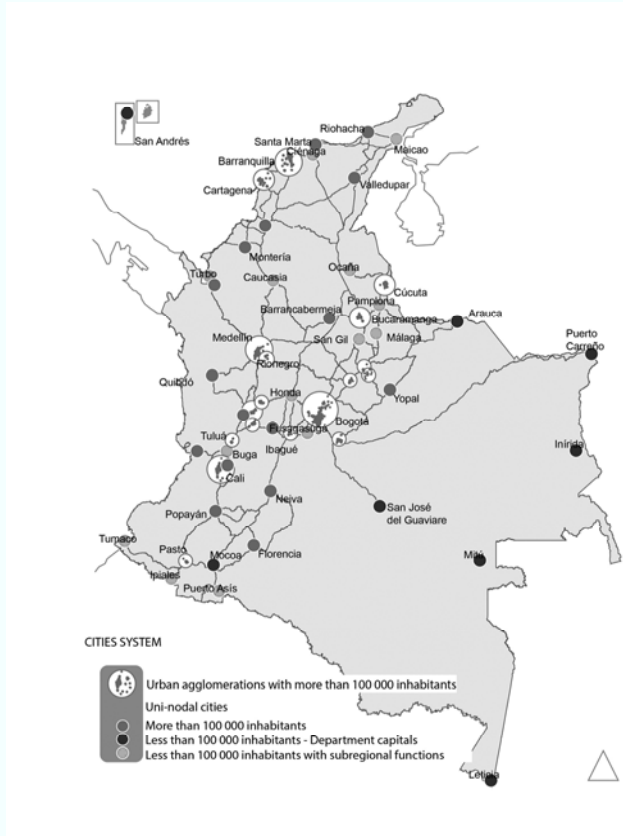 Riohacha
Santa Marta
Ciénaga
Maicao
San Andrés
Barranquilla
Cartagena
Valledupar
Montería
Turbo
Caucasia
Ocaña
Cúcuta
Pamplona
Barrancabermeja
Bucaramanga
Arauca
Medellín
San Gil
Málaga
Puerto
Carreño
Rionegro
Quibdó
Honda
Yopal
Bogotá
Fusagasuga
Tuluá
Ibagué
Buga
Inírida
Cali
Neiva
San José
del Guaviare
Popayán
Tumaco
Pasto
Mocoa
Florencia
Mitú
Ipiales
Puerto Asís
CITIES SYSTEM
Urban agglomerations with more than 100 000 inhabitants
Uni-nodal cities
More than 100 000 inhabitants
Less than 100 000 inhabitants - Department capitals
Less than 100 000 inhabitants with subregional functions
Leticia